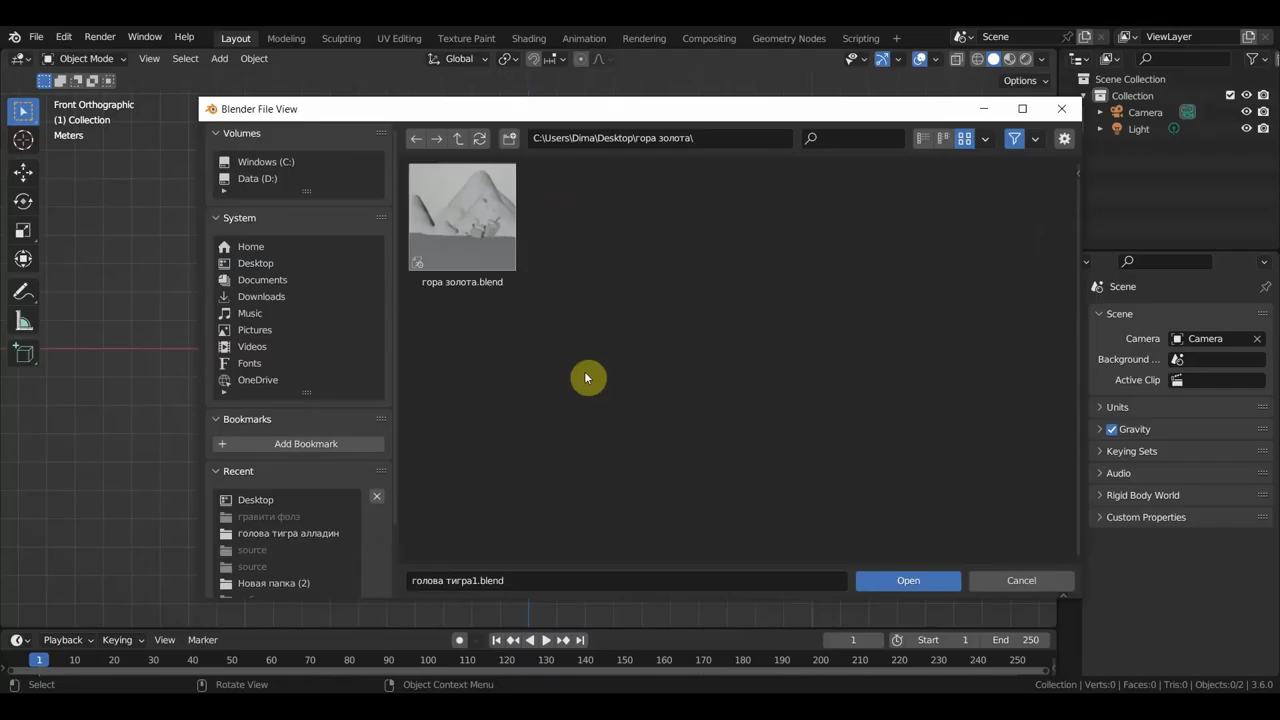 File Edit Render Window Help Layout Modeling Sculpting UV Editing Texture Paint Shading Animation Rendering Compositing Geometry Nodes Scripting + Scene ViewLayer
Object Mode View Select Add Object Global
Options
Front Orthographic
(1) Collection
Meters
Blender File View
Volumes
Windows (C:)
Data (D:)
System
Home
Desktop
Documents
Downloads
Music
Pictures
Videos
Fonts
OneDrive
Bookmarks
Add Bookmark
Recent
Desktop
гравити фолз
голова тигра алладин
source
source
Новая папка (2)
C:\Users\Dima\Desktop\гора золота\
гора золота.blend
голова тигра1.blend
Open
Cancel
Scene Collection
Collection
Camera
Light
Scene
Scene
Camera Camera
Background ...
Active Clip
Units
Gravity
Keying Sets
Audio
Rigid Body World
Custom Properties
Playback Keying View Marker 1 Start 1 End 250
1 10 20 30 40 50 60 70 80 90 100 110 120 130 140 150 160 170 180 190 200 210 220 230 240 250
Select Rotate View Object Context Menu Collection | Verts:0 | Faces:0 | Tris:0 | Objects:0/2 | 3.6.0